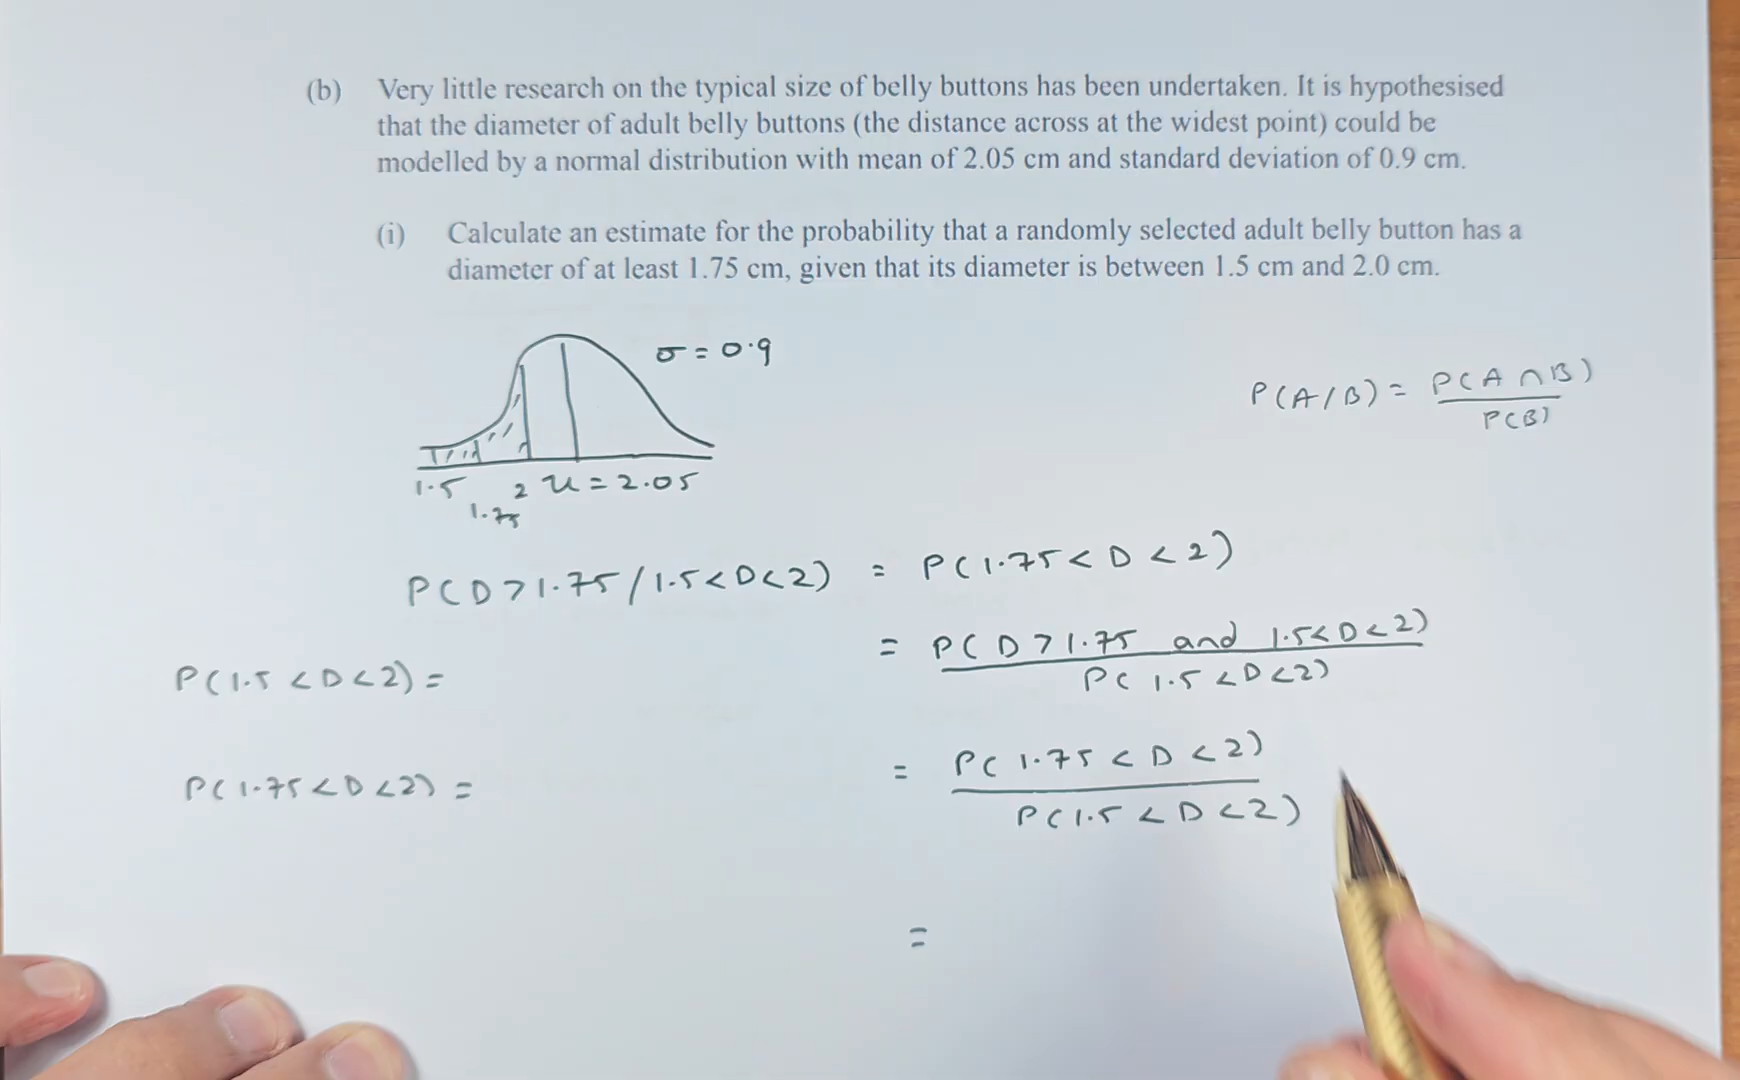 (b) Very little research on the typical size of belly buttons has been undertaken. It is hypothesised
that the diameter of adult belly buttons (the distance across at the widest point) could be
modelled by a normal distribution with mean of 2.05 cm and standard deviation of 0.9 cm.
(i) Calculate an estimate for the probability that a randomly selected adult belly button has a
diameter of at least 1.75 cm, given that its diameter is between 1.5 cm and 2.0 cm.
σ = 0.9
P(A/B) = P(A ∩ B)
P(B)
1.5 2 u = 2.05
1.75
P(D > 1.75 / 1.5 < D < 2) = P(1.75 < D < 2)
= P(D > 1.75 and 1.5 < D < 2)
P(1.5 < D < 2)
P(1.5 < D < 2) =
= P(1.75 < D < 2)
P(1.5 < D < 2)
P(1.75 < D < 2) =
=